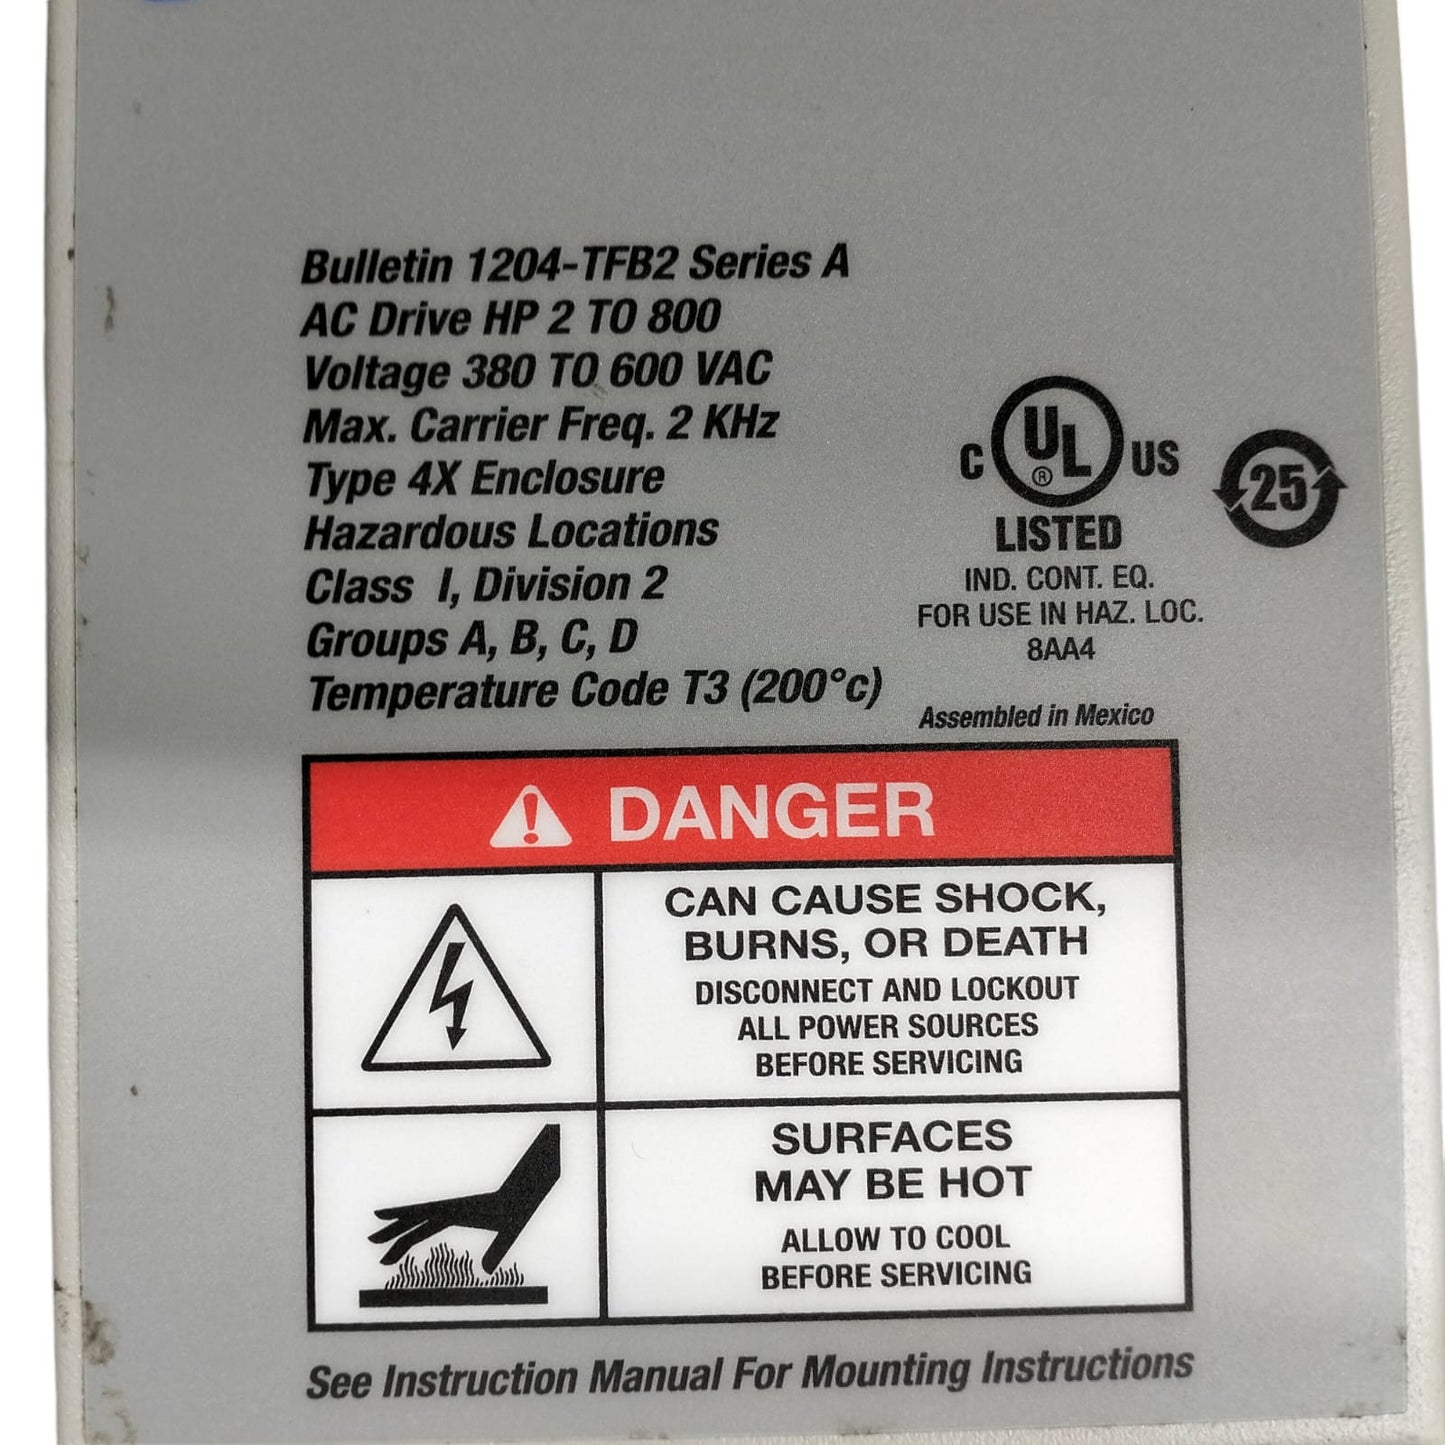 Bulletin 1204-TFB2 Series A
AC Drive HP 2 TO 800
Voltage 380 TO 600 VAC
Max. Carrier Freq. 2 KHz
Type 4X Enclosure
Hazardous Locations
Class I, Division 2
Groups A, B, C, D
Temperature Code T3 (200°c)
C UL ® US
LISTED
IND. CONT. EQ.
FOR USE IN HAZ. LOC.
8AA4
25
Assembled in Mexico
DANGER
CAN CAUSE SHOCK,
BURNS, OR DEATH
DISCONNECT AND LOCKOUT
ALL POWER SOURCES
BEFORE SERVICING
SURFACES
MAY BE HOT
ALLOW TO COOL
BEFORE SERVICING
See Instruction Manual For Mounting Instructions